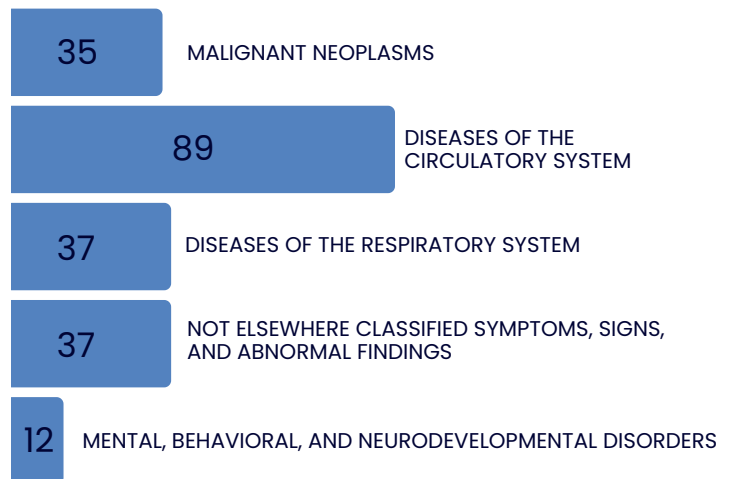 35
MALIGNANT NEOPLASMS
89
DISEASES OF THE
CIRCULATORY SYSTEM
37
DISEASES OF THE RESPIRATORY SYSTEM
37
NOT ELSEWHERE CLASSIFIED SYMPTOMS, SIGNS,
AND ABNORMAL FINDINGS
12
MENTAL, BEHAVIORAL, AND NEURODEVELOPMENTAL DISORDERS